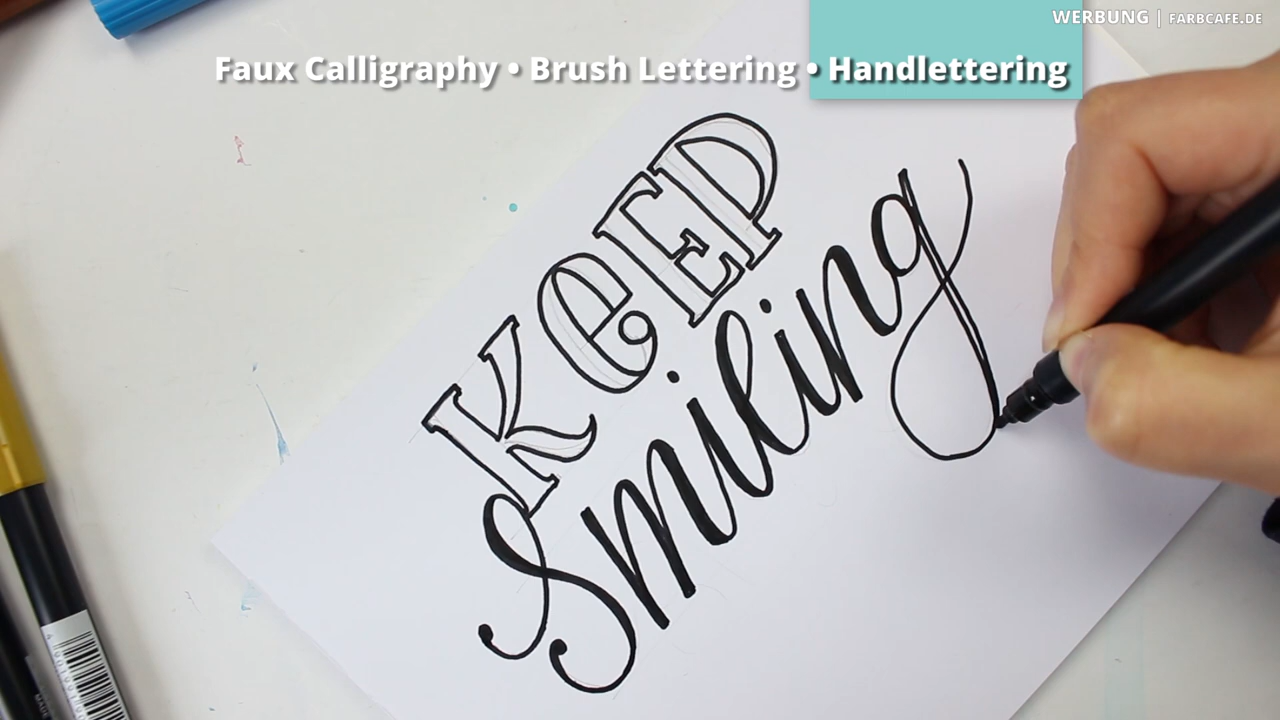 WERBUNG | FARBCAFE.DE
Faux Calligraphy • Brush Lettering • Handlettering
KeEP
Smiling